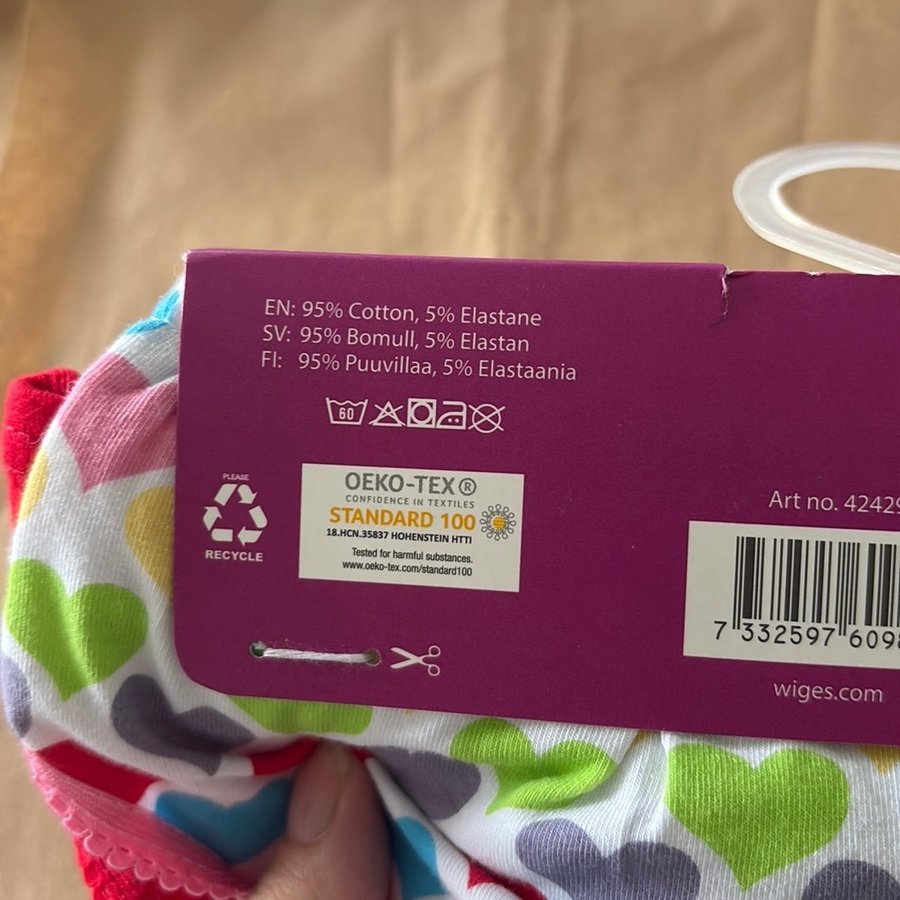 EN: 95% Cotton, 5% Elastane
SV: 95% Bomull, 5% Elastan
FI: 95% Puuvillaa, 5% Elastaania
60
PLEASE
RECYCLE
OEKO-TEX®
CONFIDENCE IN TEXTILES
STANDARD 100
18.HCN.35837 HOHENSTEIN HTTI
Tested for harmful substances.
www.oeko-tex.com/standard100
Art no. 42429
7 332597 609
wiges.com